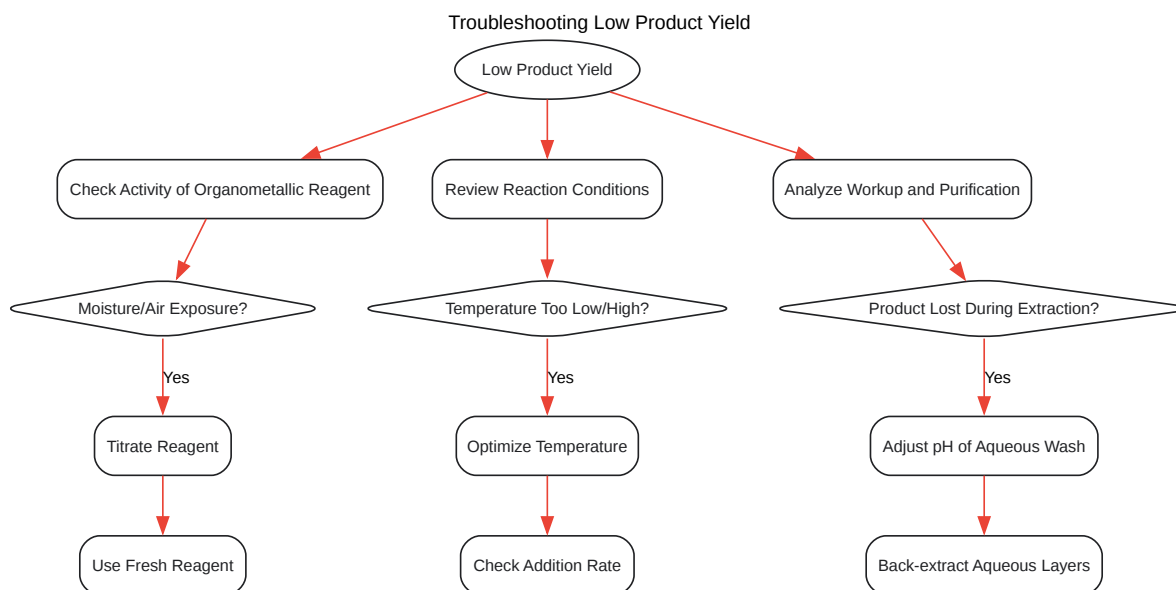 Troubleshooting Low Product Yield
Low Product Yield
Check Activity of Organometallic Reagent
Review Reaction Conditions
Analyze Workup and Purification
Moisture/Air Exposure?
Temperature Too Low/High?
Product Lost During Extraction?
Yes
Yes
Yes
Titrate Reagent
Optimize Temperature
Adjust pH of Aqueous Wash
Use Fresh Reagent
Check Addition Rate
Back-extract Aqueous Layers